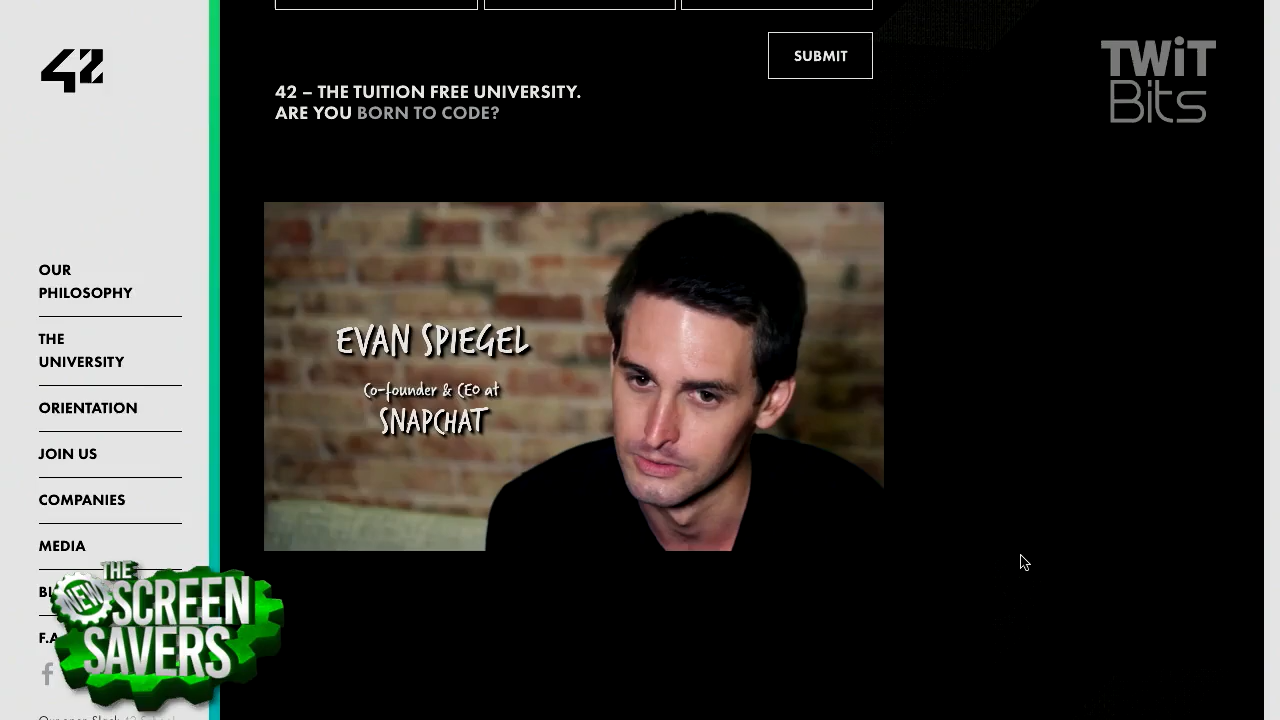 42
OUR
PHILOSOPHY
THE
UNIVERSITY
ORIENTATION
JOIN US
COMPANIES
MEDIA
SUBMIT
42 – THE TUITION FREE UNIVERSITY.
ARE YOU BORN TO CODE?
EVAN SPIEGEL
Co-founder & CEO at
SNAPCHAT
TWiT
Bits
THE
NEW SCREEN
SAVERS